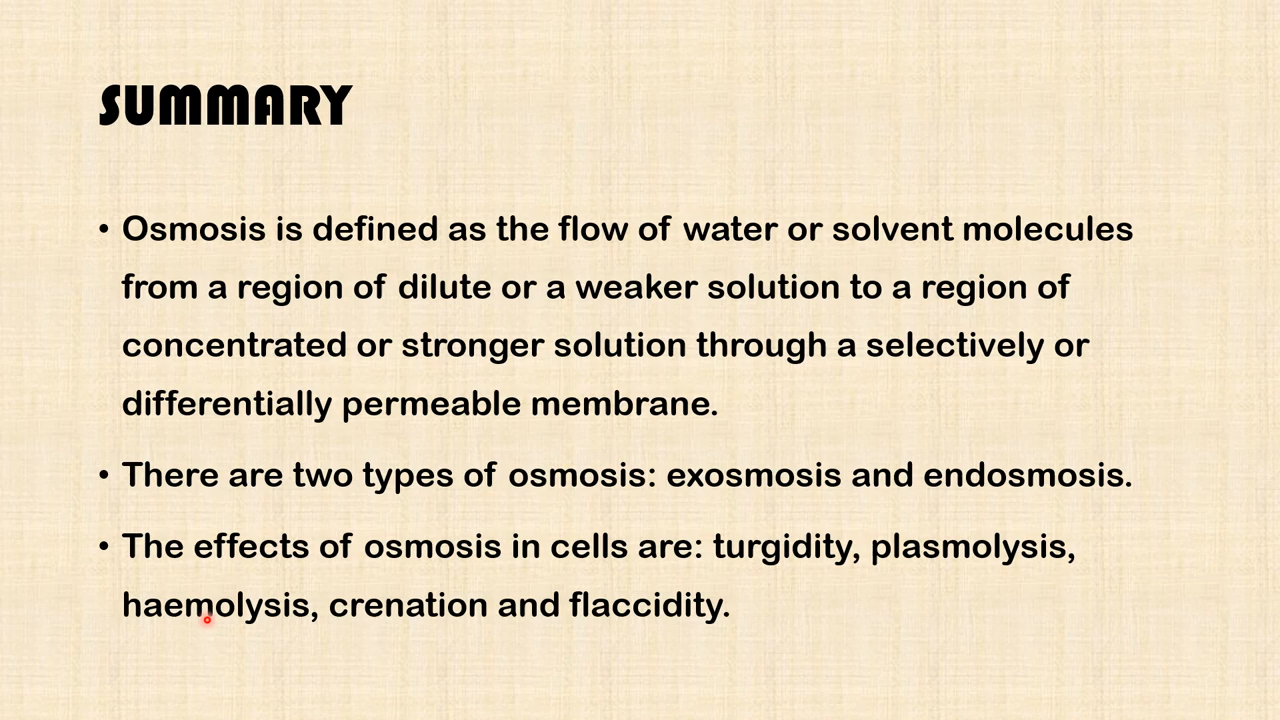 SUMMARY
• Osmosis is defined as the flow of water or solvent molecules
from a region of dilute or a weaker solution to a region of
concentrated or stronger solution through a selectively or
differentially permeable membrane.
• There are two types of osmosis: exosmosis and endosmosis.
• The effects of osmosis in cells are: turgidity, plasmolysis,
haemolysis, crenation and flaccidity.